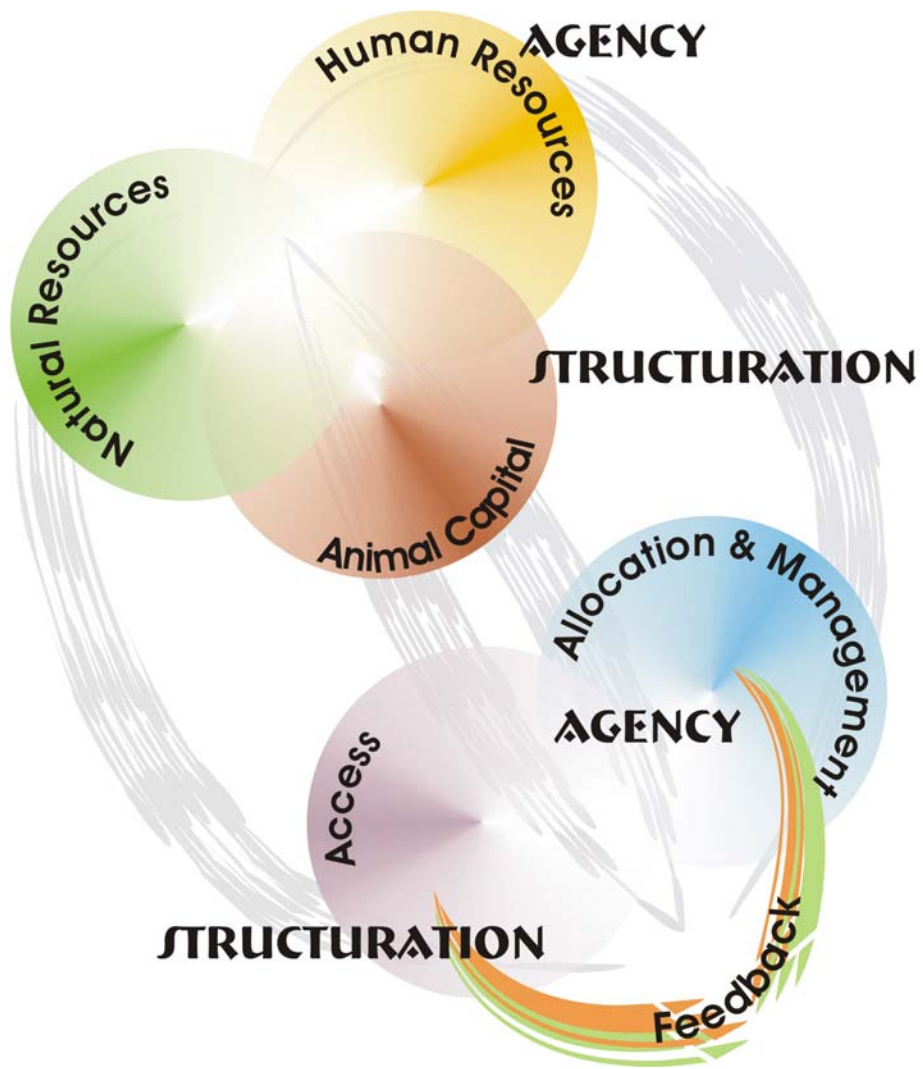 AGENCY
Human Resources
Natural Resources
STRUCTURATION
Animal Capital
Allocation & Management
AGENCY
Access
STRUCTURATION
Feedback